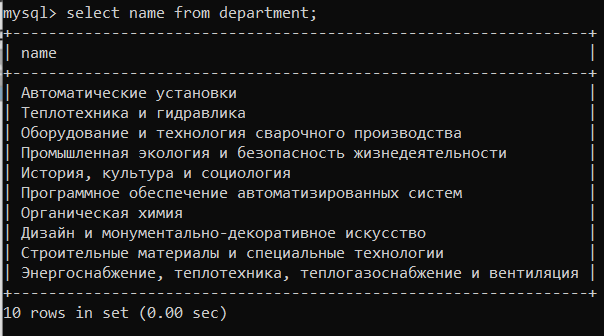 mysql> select name from department;
+--------------------------------------------------------------+
| name |
+--------------------------------------------------------------+
| Автоматические установки |
| Теплотехника и гидравлика |
| Оборудование и технология сварочного производства |
| Промышленная экология и безопасность жизнедеятельности |
| История, культура и социология |
| Программное обеспечение автоматизированных систем |
| Органическая химия |
| Дизайн и монументально-декоративное искусство |
| Строительные материалы и специальные технологии |
| Энергоснабжение, теплотехника, теплогазоснабжение и вентиляция |
+--------------------------------------------------------------+
10 rows in set (0.00 sec)